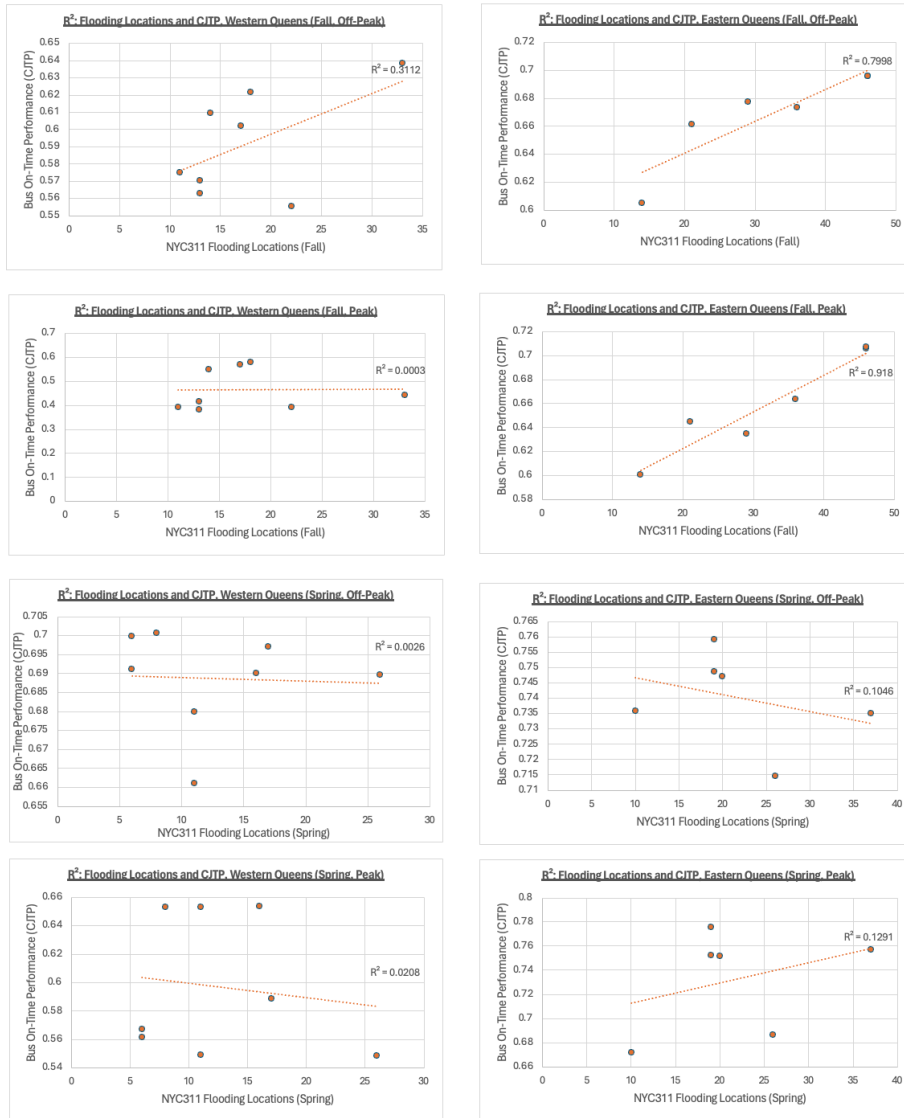 R²: Flooding Locations and CJTP, Western Queens (Fall, Off-Peak)
Bus On-Time Performance (CJTP)
0.65
0.64
0.63
0.62
0.61
0.6
0.59
0.58
0.57
0.56
0.55
R² = 0.3112
0 5 10 15 20 25 30 35
NYC311 Flooding Locations (Fall)
R²: Flooding Locations and CJTP, Eastern Queens (Fall, Off-Peak)
Bus On-Time Performance (CJTP)
0.72
0.7
0.68
0.66
0.64
0.62
0.6
R² = 0.7998
0 10 20 30 40 50
NYC311 Flooding Locations (Fall)
R²: Flooding Locations and CJTP, Western Queens (Fall, Peak)
Bus On-Time Performance (CJTP)
0.7
0.6
0.5
0.4
0.3
0.2
0.1
0
R² = 0.0003
0 5 10 15 20 25 30 35
NYC311 Flooding Locations (Fall)
R²: Flooding Locations and CJTP, Eastern Queens (Fall, Peak)
Bus On-Time Performance (CJTP)
0.72
0.7
0.68
0.66
0.64
0.62
0.6
0.58
R² = 0.918
0 10 20 30 40 50
NYC311 Flooding Locations (Fall)
R²: Flooding Locations and CJTP, Western Queens (Spring, Off-Peak)
Bus On-Time Performance (CJTP)
0.705
0.7
0.695
0.69
0.685
0.68
0.675
0.67
0.665
0.66
0.655
R² = 0.0026
0 5 10 15 20 25 30
NYC311 Flooding Locations (Spring)
R²: Flooding Locations and CJTP, Eastern Queens (Spring, Off-Peak)
Bus On-Time Performance (CJTP)
0.765
0.76
0.755
0.75
0.745
0.74
0.735
0.73
0.725
0.72
0.715
0.71
R² = 0.1046
0 5 10 15 20 25 30 35 40
NYC311 Flooding Locations (Spring)
R²: Flooding Locations and CJTP, Western Queens (Spring, Peak)
Bus On-Time Performance (CJTP)
0.66
0.64
0.62
0.6
0.58
0.56
0.54
R² = 0.0208
0 5 10 15 20 25 30
NYC311 Flooding Locations (Spring)
R²: Flooding Locations and CJTP, Eastern Queens (Spring, Peak)
Bus On-Time Performance (CJTP)
0.8
0.78
0.76
0.74
0.72
0.7
0.68
0.66
R² = 0.1291
0 5 10 15 20 25 30 35 40
NYC311 Flooding Locations (Spring)